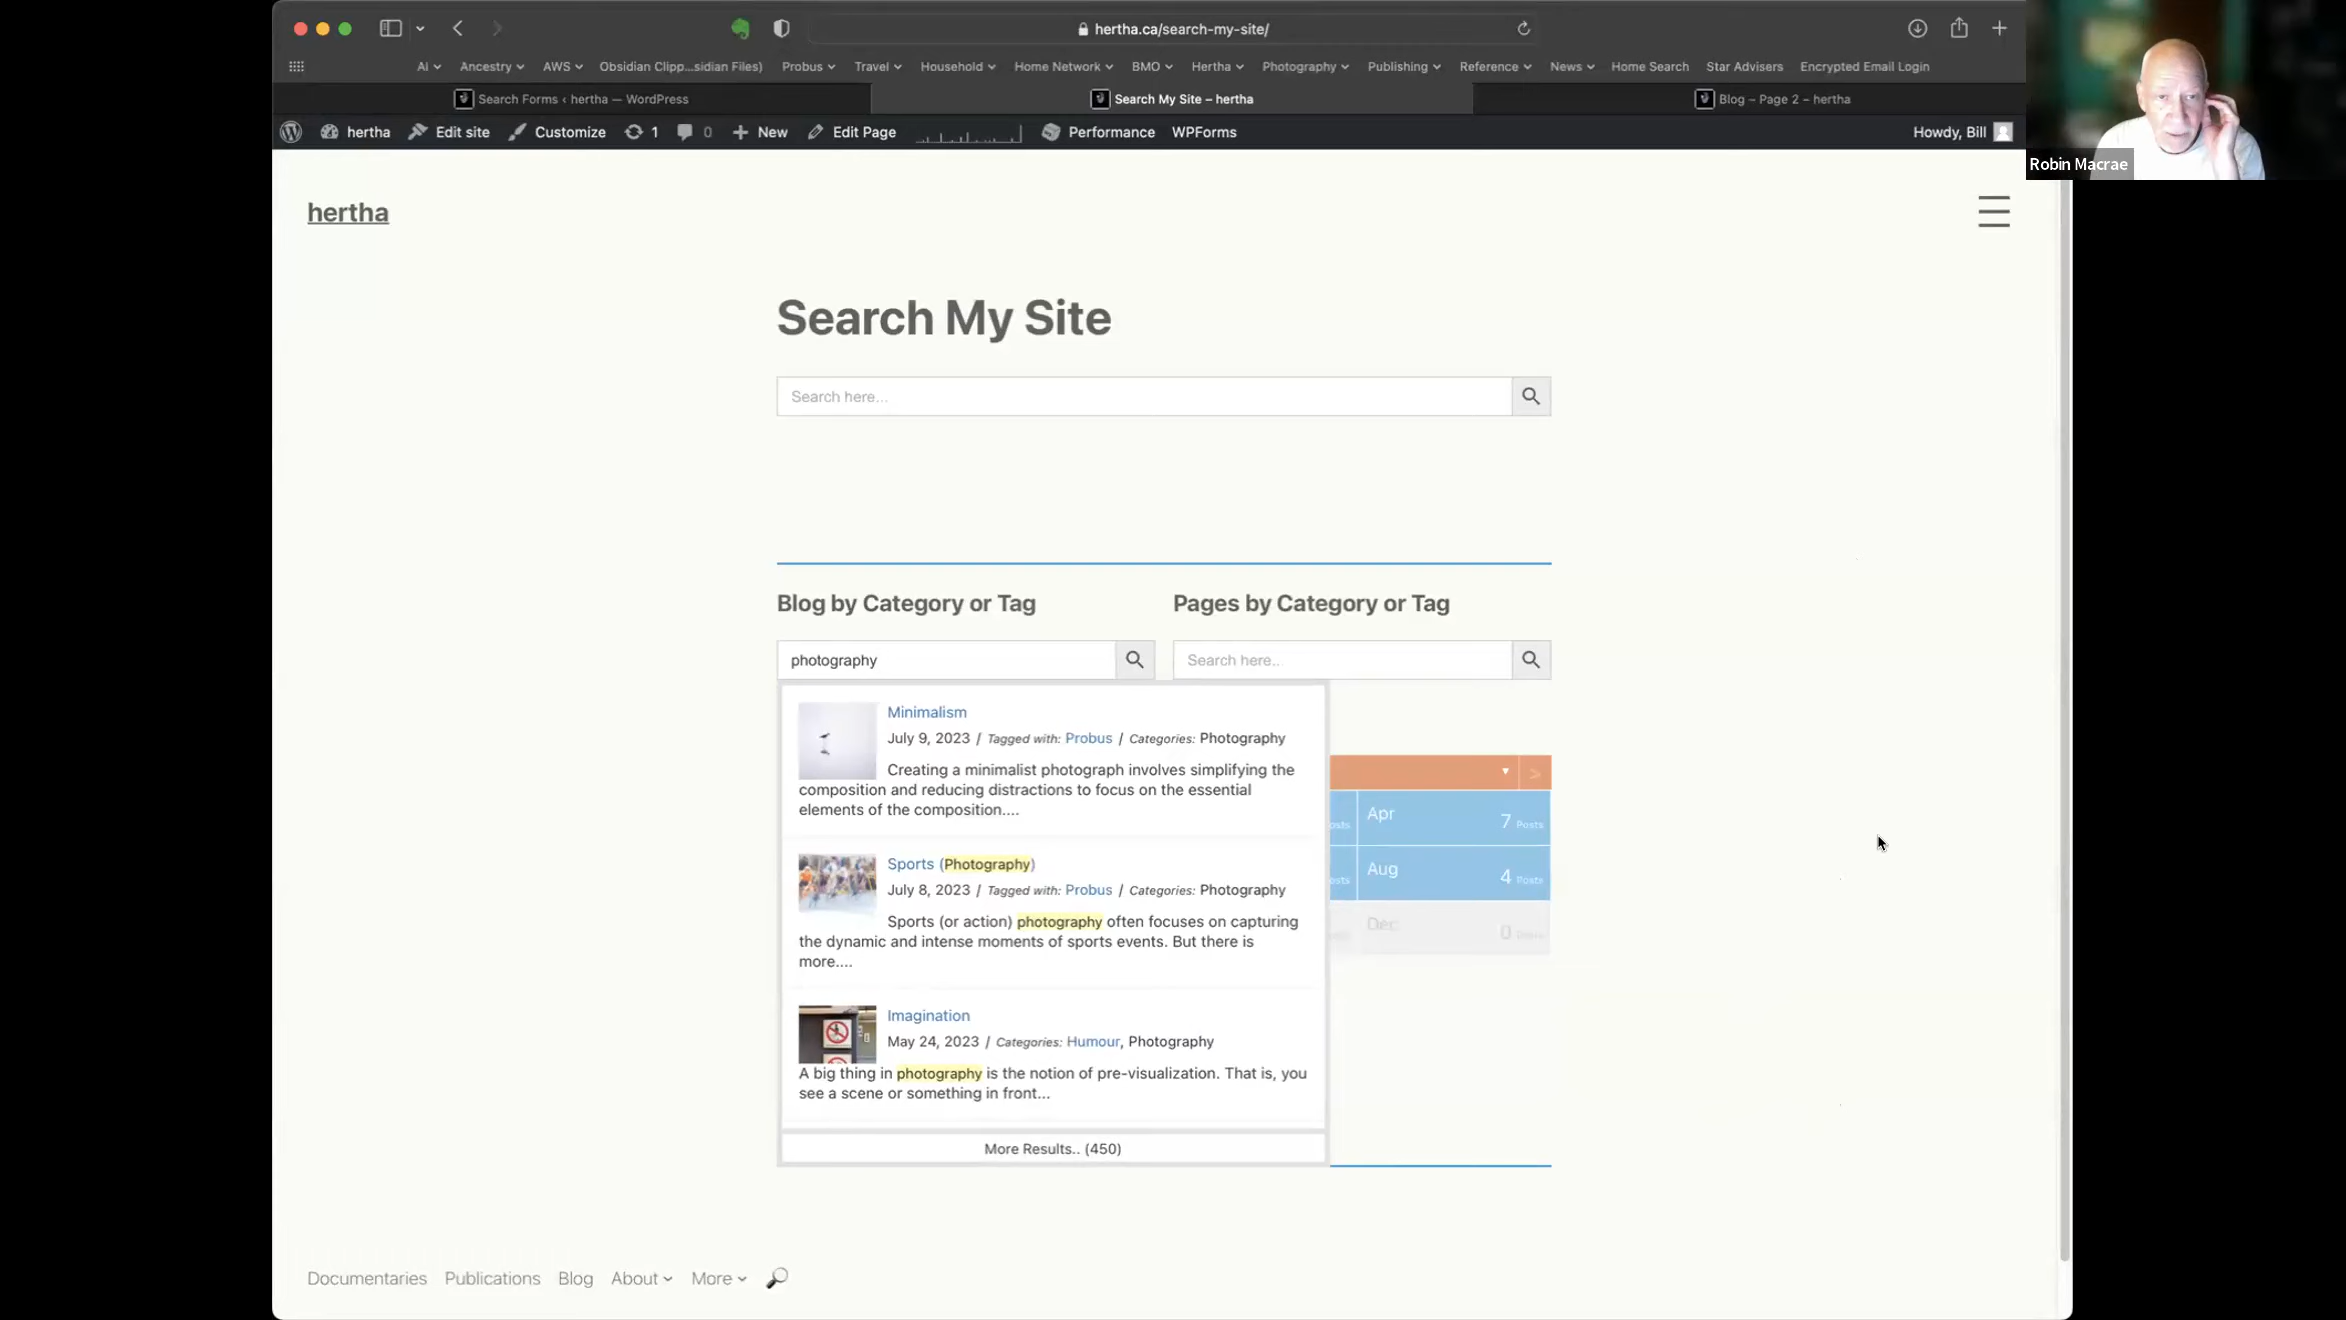 hertha.ca/search-my-site/
AI Ancestry AWS Obsidian Clipp...sidian Files) Probus Travel Household Home Network BMO Hertha Photography Publishing Reference News Home Search Star Advisers Encrypted Email Login
Search Forms ‹ hertha — WordPress Search My Site – hertha Blog – Page 2 – hertha
hertha Edit site Customize 1 0 New Edit Page Performance WPForms Howdy, Bill
Robin Macrae
hertha
Search My Site
Search here...
Blog by Category or Tag Pages by Category or Tag
photography Search here...
Minimalism
July 9, 2023 / Tagged with: Probus / Categories: Photography
Creating a minimalist photograph involves simplifying the
composition and reducing distractions to focus on the essential
elements of the composition....
>
Apr 7 Posts
Sports (Photography)
Aug 4 Posts
July 8, 2023 / Tagged with: Probus / Categories: Photography
Sports (or action) photography often focuses on capturing
the dynamic and intense moments of sports events. But there is
more....
Dec 0 Posts
Imagination
May 24, 2023 / Categories: Humour, Photography
A big thing in photography is the notion of pre-visualization. That is, you
see a scene or something in front...
More Results.. (450)
Documentaries Publications Blog About More